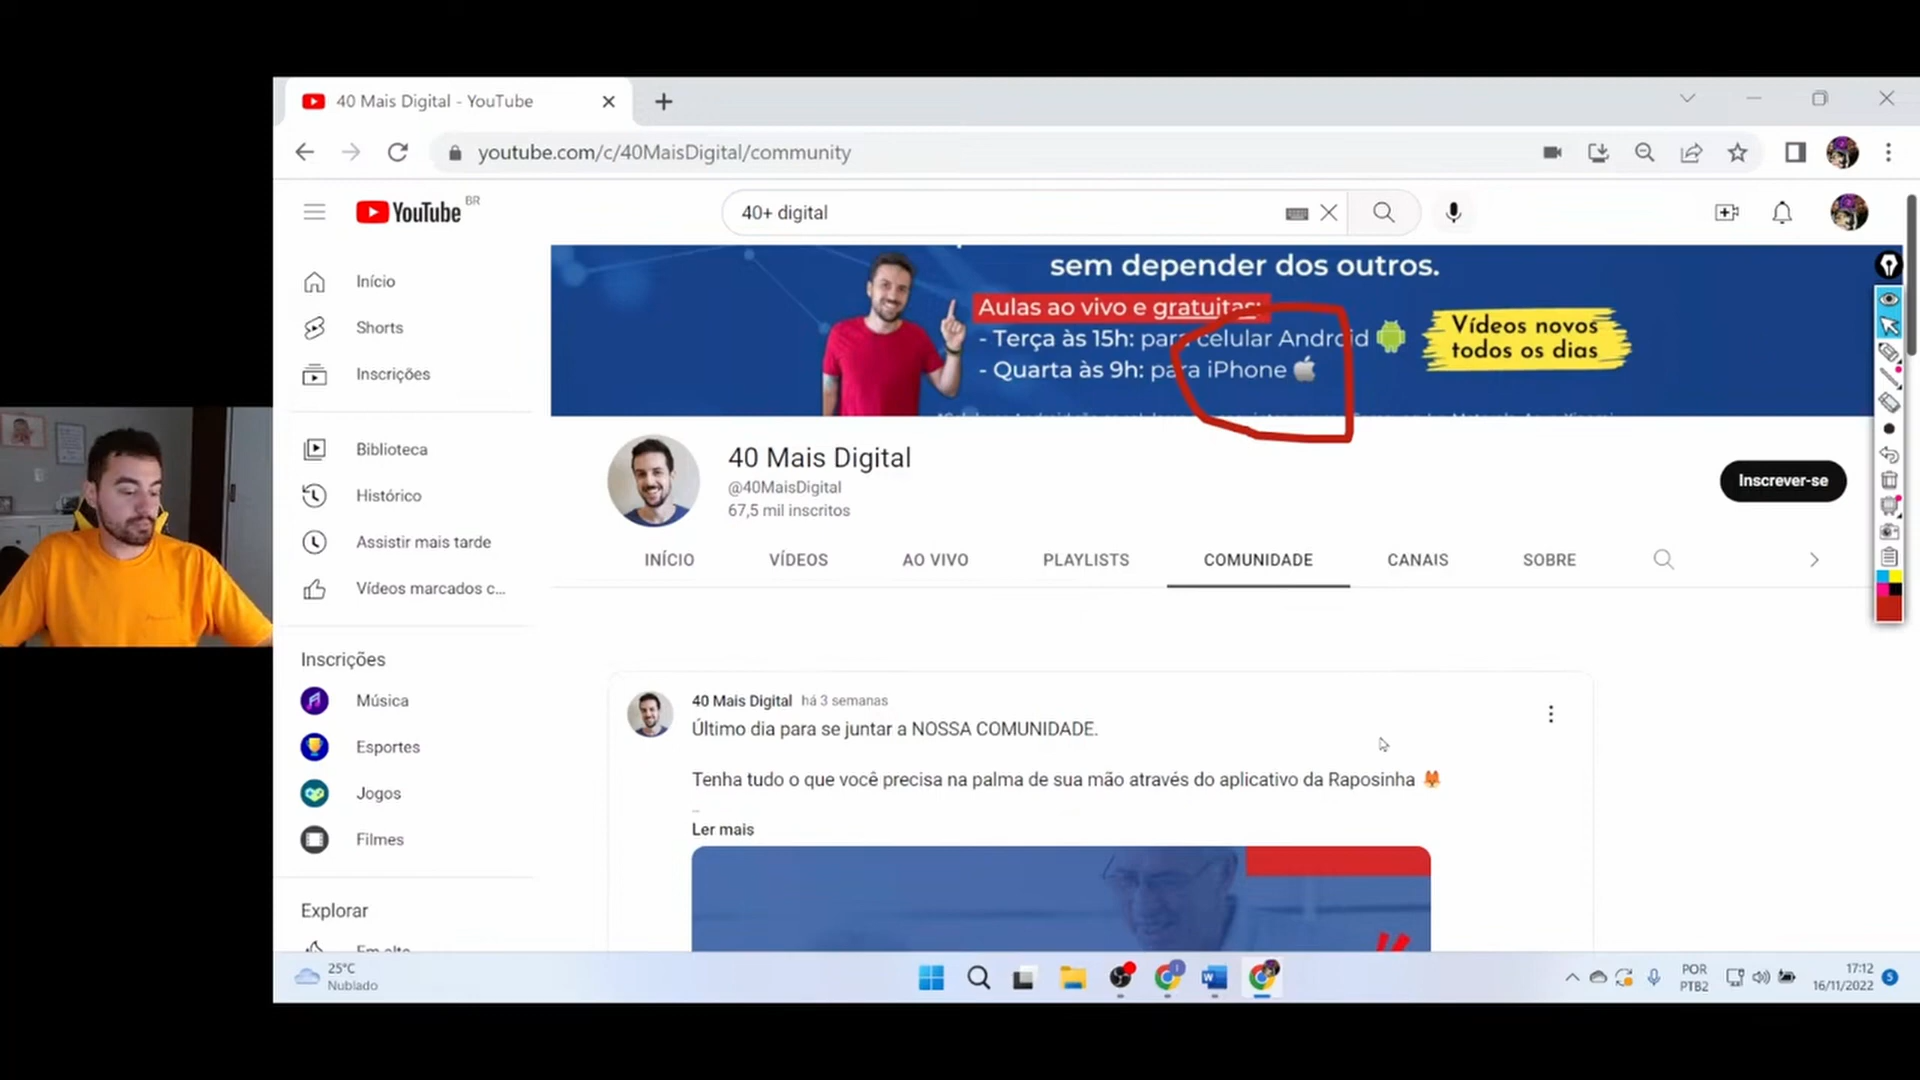 40 Mais Digital - YouTube
youtube.com/c/40MaisDigital/community
YouTube BR
40+ digital
Início
Shorts
Inscrições
Biblioteca
Histórico
Assistir mais tarde
Vídeos marcados c...
Inscrições
Música
Esportes
Jogos
Filmes
Explorar
Em alta
sem depender dos outros.
Aulas ao vivo e gratuitas:
- Terça às 15h: para celular Android
- Quarta às 9h: para iPhone
Vídeos novos
todos os dias
40 Mais Digital
@40MaisDigital
67,5 mil inscritos
Inscrever-se
INÍCIO VÍDEOS AO VIVO PLAYLISTS COMUNIDADE CANAIS SOBRE
40 Mais Digital há 3 semanas
Último dia para se juntar a NOSSA COMUNIDADE.
Tenha tudo o que você precisa na palma de sua mão através do aplicativo da Raposinha 🦊
..
Ler mais
25°C
Nublado
POR
PTB2
17:12
16/11/2022
5